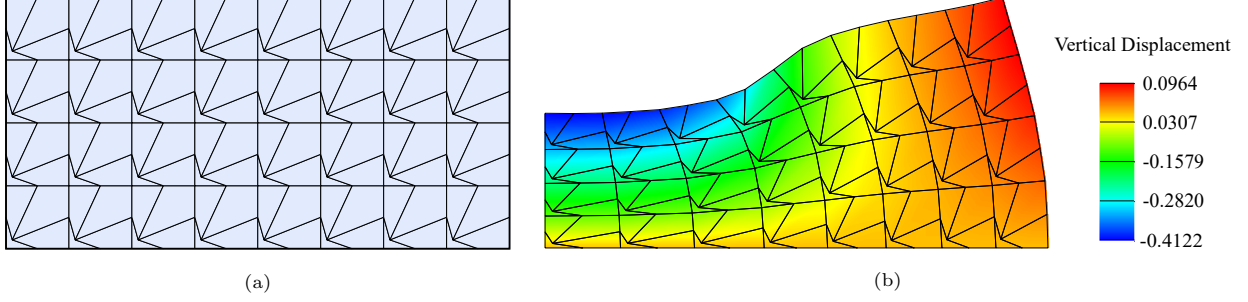 Vertical Displacement
0.0964
0.0307
-0.1579
-0.2820
-0.4122
(a)
(b)